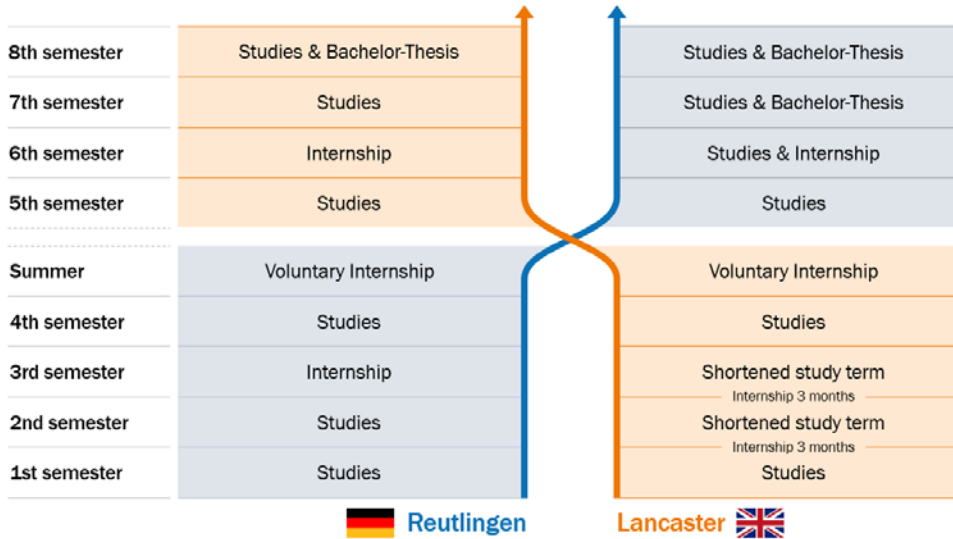 8th semester Studies & Bachelor-Thesis Studies & Bachelor-Thesis
7th semester Studies Studies & Bachelor-Thesis
6th semester Internship Studies & Internship
5th semester Studies Studies
Summer Voluntary Internship Voluntary Internship
4th semester Studies Studies
3rd semester Internship Shortened study term
Internship 3 months
2nd semester Studies Shortened study term
Internship 3 months
1st semester Studies Studies
Reutlingen Lancaster